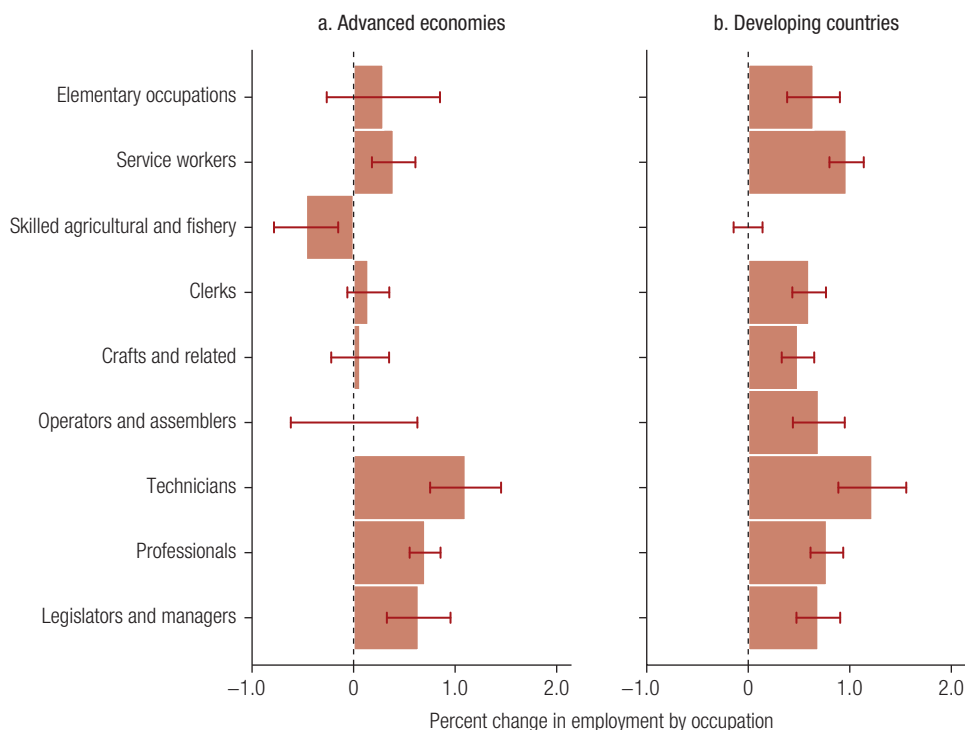 a. Advanced economies
b. Developing countries
Elementary occupations
Service workers
Skilled agricultural and fishery
Clerks
Crafts and related
Operators and assemblers
Technicians
Professionals
Legislators and managers
–1.0 0 1.0 2.0
–1.0 0 1.0 2.0
Percent change in employment by occupation